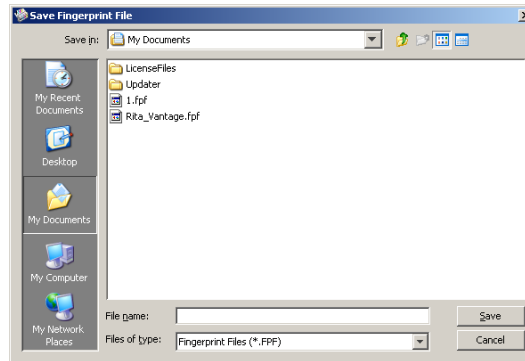 Save Fingerprint File
Save in: My Documents
LicenseFiles
Updater
1.fpf
Rita_Vantage.fpf
My Recent
Documents
Desktop
My Documents
My Computer
My Network
Places
File name: Save
Files of type: Fingerprint Files (*.FPF) Cancel